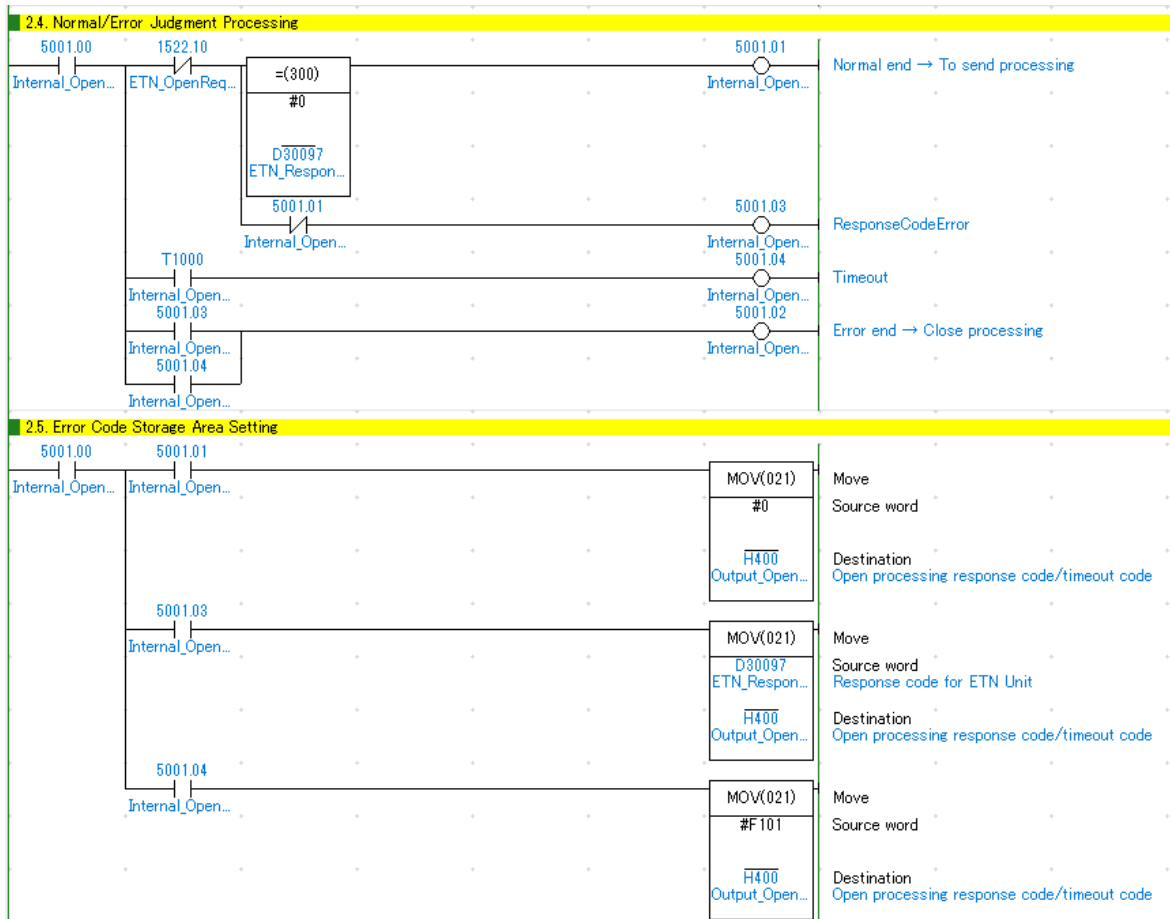 2.4. Normal/Error Judgment Processing
5001.00 1522.10 5001.01
=(300)
Internal_Open... ETN_OpenReq... Internal_Open... Normal end → To send processing
#0
D30097
ETN_Respon...
5001.01 5001.03
Internal_Open... Internal_Open... ResponseCodeError
T1000 5001.04
Internal_Open... Internal_Open... Timeout
5001.03 5001.02
Internal_Open... Internal_Open... Error end → Close processing
5001.04
Internal_Open...
2.5. Error Code Storage Area Setting
5001.00 5001.01
Internal_Open... Internal_Open... MOV(021) Move
#0 Source word
H400 Destination
Output_Open... Open processing response code/timeout code
5001.03
Internal_Open... MOV(021) Move
D30097 Source word
ETN_Respon... Response code for ETN Unit
H400 Destination
Output_Open... Open processing response code/timeout code
5001.04
Internal_Open... MOV(021) Move
#F101 Source word
H400 Destination
Output_Open... Open processing response code/timeout code